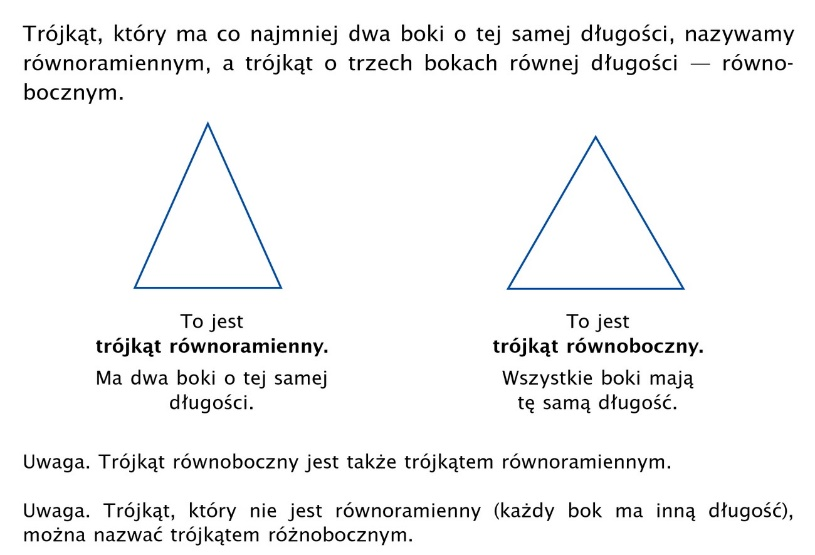 Trójkąt, który ma co najmniej dwa boki o tej samej długości, nazywamy
równoramiennym, a trójkąt o trzech bokach równej długości — równo-
bocznym.
To jest
trójkąt równoramienny.
Ma dwa boki o tej samej
długości.
To jest
trójkąt równoboczny.
Wszystkie boki mają
tę samą długość.
Uwaga. Trójkąt równoboczny jest także trójkątem równoramiennym.
Uwaga. Trójkąt, który nie jest równoramienny (każdy bok ma inną długość),
można nazwać trójkątem różnobocznym.